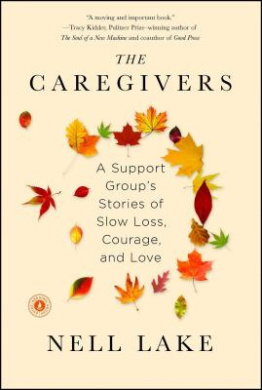 "A moving and important book."
—Tracy Kidder, Pulitzer Prize–winning author of
The Soul of a New Machine and coauthor of Good Prose
THE
CAREGIVERS
A Support
Group's
Stories of
Slow Loss,
Courage,
and Love
NELL LAKE